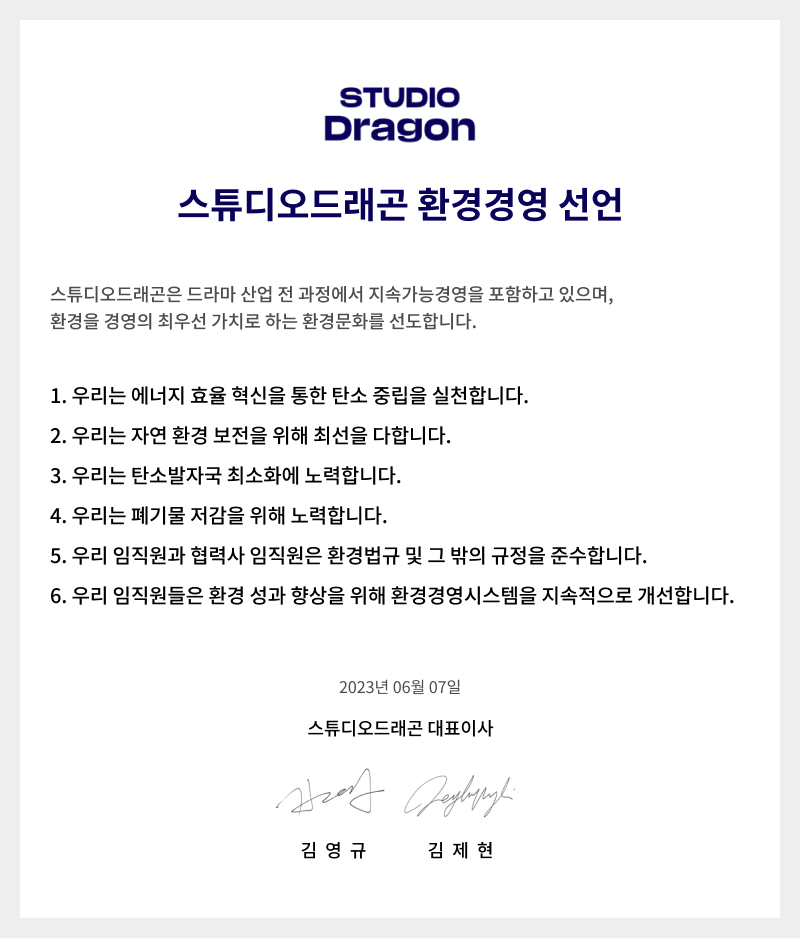 STUDIO
Dragon
스튜디오드래곤 환경경영 선언
스튜디오드래곤은 드라마 산업 전 과정에서 지속가능경영을 포함하고 있으며,
환경을 경영의 최우선 가치로 하는 환경문화를 선도합니다.
1. 우리는 에너지 효율 혁신을 통한 탄소 중립을 실천합니다.
2. 우리는 자연 환경 보전을 위해 최선을 다합니다.
3. 우리는 탄소발자국 최소화에 노력합니다.
4. 우리는 폐기물 저감을 위해 노력합니다.
5. 우리 임직원과 협력사 임직원은 환경법규 및 그 밖의 규정을 준수합니다.
6. 우리 임직원들은 환경 성과 향상을 위해 환경경영시스템을 지속적으로 개선합니다.
2023년 06월 07일
스튜디오드래곤 대표이사
김 영 규 김 제 현